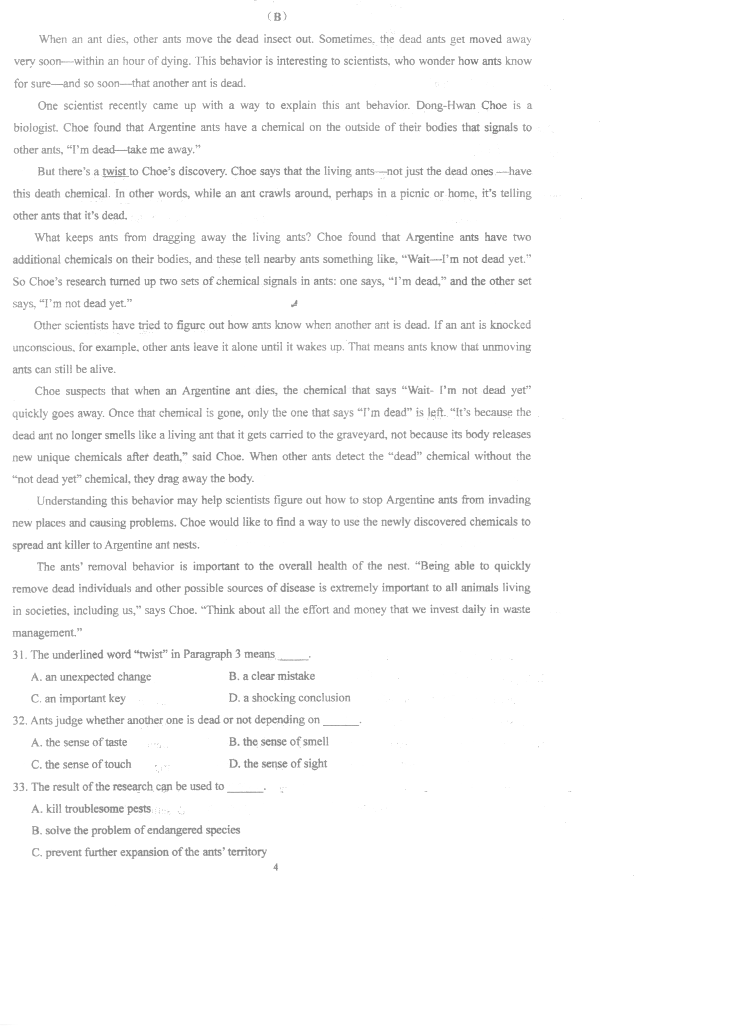 (B)
When an ant dies, other ants move the dead insect out. Sometimes, the dead ants get moved away
very soon—within an hour of dying. This behavior is interesting to scientists, who wonder how ants know
for sure—and so soon—that another ant is dead.
One scientist recently came up with a way to explain this ant behavior. Dong-Hwan Choe is a
biologist. Choe found that Argentine ants have a chemical on the outside of their bodies that signals to
other ants, "I'm dead—take me away."
But there's a twist to Choe's discovery. Choe says that the living ants—not just the dead ones —have
this death chemical. In other words, while an ant crawls around, perhaps in a picnic or home, it's telling
other ants that it's dead.
What keeps ants from dragging away the living ants? Choe found that Argentine ants have two
additional chemicals on their bodies, and these tell nearby ants something like, "Wait—I'm not dead yet."
So Choe's research turned up two sets of chemical signals in ants: one says, "I'm dead," and the other set
says, "I'm not dead yet."
Other scientists have tried to figure out how ants know when another ant is dead. If an ant is knocked
unconscious, for example, other ants leave it alone until it wakes up. That means ants know that unmoving
ants can still be alive.
Choe suspects that when an Argentine ant dies, the chemical that says "Wait- I'm not dead yet"
quickly goes away. Once that chemical is gone, only the one that says "I'm dead" is left. "It's because the
dead ant no longer smells like a living ant that it gets carried to the graveyard, not because its body releases
new unique chemicals after death," said Choe. When other ants detect the "dead" chemical without the
"not dead yet" chemical, they drag away the body.
Understanding this behavior may help scientists figure out how to stop Argentine ants from invading
new places and causing problems. Choe would like to find a way to use the newly discovered chemicals to
spread ant killer to Argentine ant nests.
The ants' removal behavior is important to the overall health of the nest. "Being able to quickly
remove dead individuals and other possible sources of disease is extremely important to all animals living
in societies, including us," says Choe. "Think about all the effort and money that we invest daily in waste
management."
31. The underlined word "twist" in Paragraph 3 means_____.
A. an unexpected change B. a clear mistake
C. an important key D. a shocking conclusion
32. Ants judge whether another one is dead or not depending on ______.
A. the sense of taste B. the sense of smell
C. the sense of touch D. the sense of sight
33. The result of the research can be used to ______.
A. kill troublesome pests
B. solve the problem of endangered species
C. prevent further expansion of the ants' territory
4